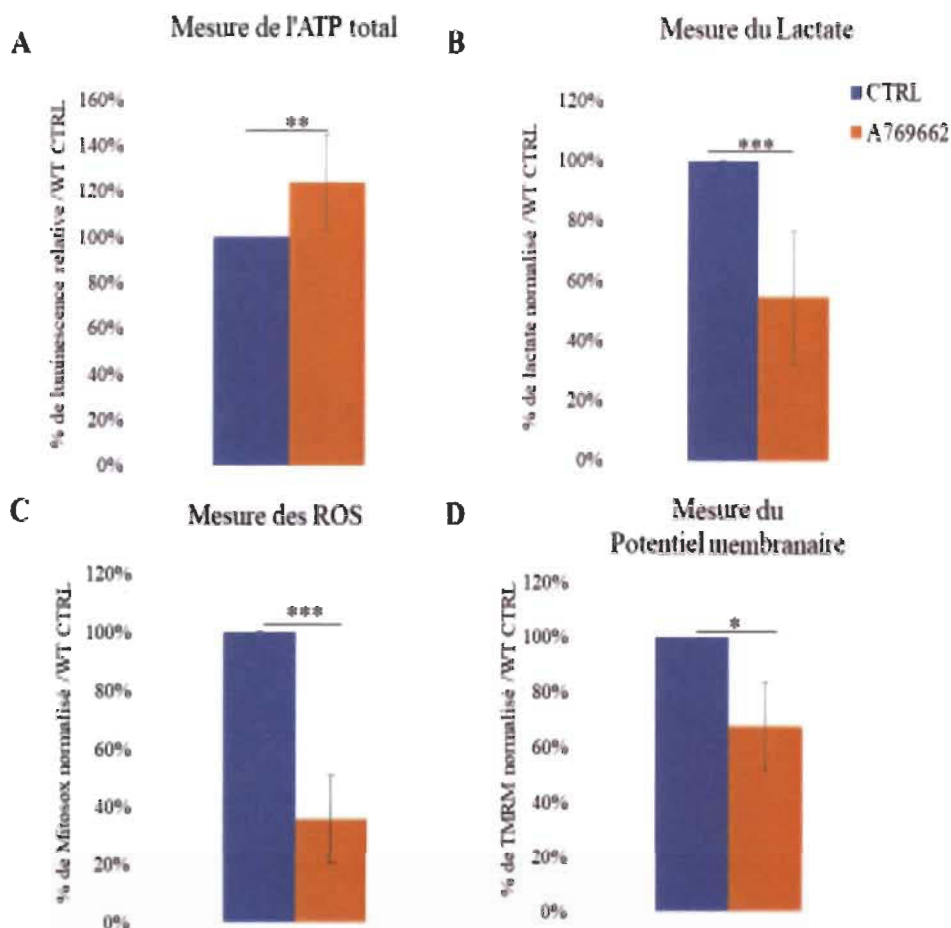 A
Mesure de l'ATP total
% de luminescence relative /WT CTRL
160%
140%
120%
100%
80%
60%
40%
20%
0%
**
B
Mesure du Lactate
% de lactate normalisé /WT CTRL
120%
100%
80%
60%
40%
20%
0%
***
CTRL
A769662
C
Mesure des ROS
% de Mitosox normalisé /WT CTRL
120%
100%
80%
60%
40%
20%
0%
***
D
Mesure du
Potentiel membranaire
% de TMRM normalisé /WT CTRL
120%
100%
80%
60%
40%
20%
0%
*